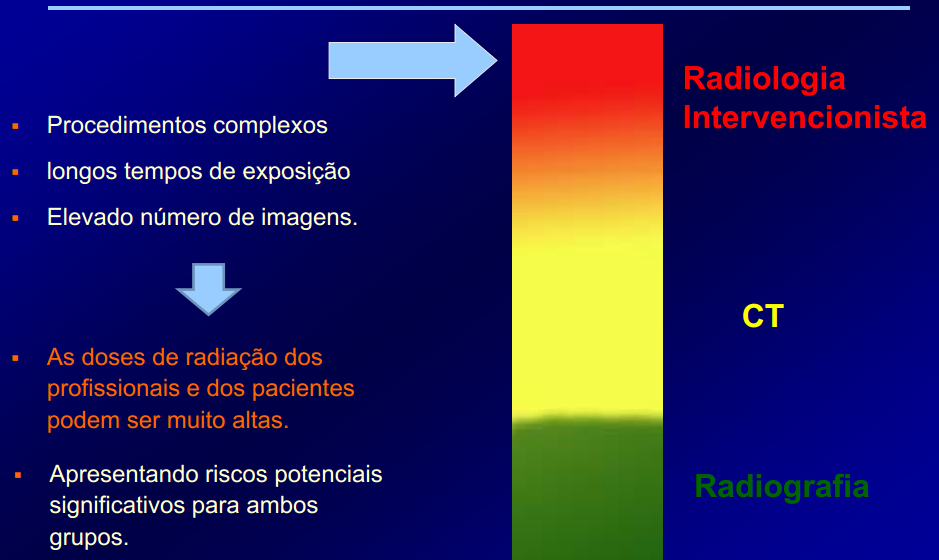 Procedimentos complexos
longos tempos de exposição
Elevado número de imagens.
As doses de radiação dos
profissionais e dos pacientes
podem ser muito altas.
Apresentando riscos potenciais
significativos para ambos
grupos.
Radiologia
Intervencionista
CT
Radiografia